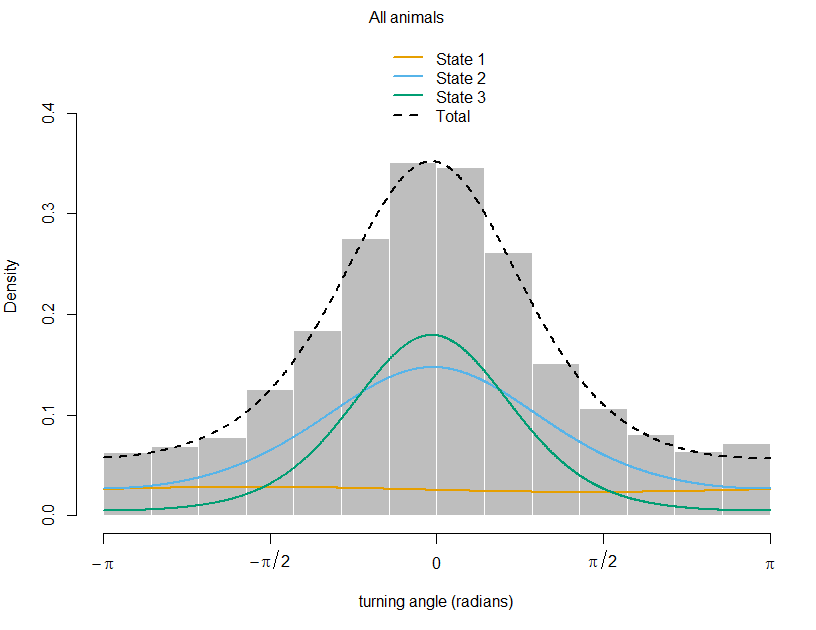 All animals
State 1
State 2
State 3
Total
0.4
0.3
0.2
0.1
0.0
Density
−π −π/2 0 π/2 π
turning angle (radians)